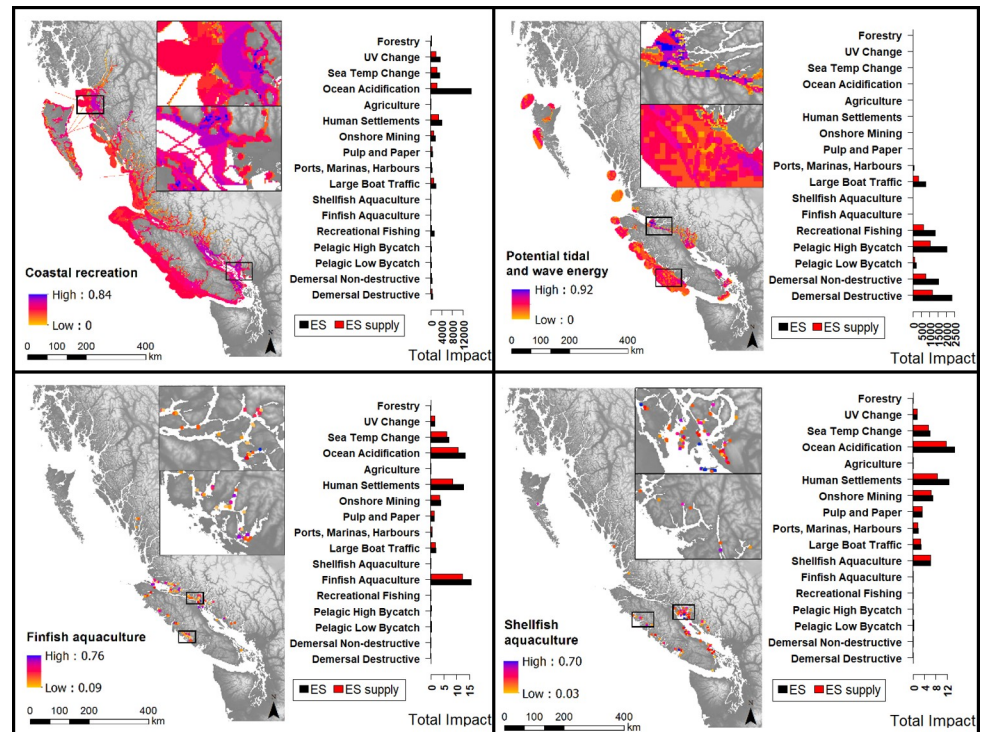 Forestry
UV Change
Sea Temp Change
Ocean Acidification
Agriculture
Human Settlements
Onshore Mining
Pulp and Paper
Ports, Marinas, Harbours
Large Boat Traffic
Shellfish Aquaculture
Finfish Aquaculture
Recreational Fishing
Pelagic High Bycatch
Pelagic Low Bycatch
Demersal Non-destructive
Demersal Destructive
Coastal recreation
High : 0.84
Low : 0
0 100 200 400
km
N
ES ES supply
0 4000 8000 12000
Total Impact
Forestry
UV Change
Sea Temp Change
Ocean Acidification
Agriculture
Human Settlements
Onshore Mining
Pulp and Paper
Ports, Marinas, Harbours
Large Boat Traffic
Shellfish Aquaculture
Finfish Aquaculture
Recreational Fishing
Pelagic High Bycatch
Pelagic Low Bycatch
Demersal Non-destructive
Demersal Destructive
Potential tidal
and wave energy
High : 0.92
Low : 0
0 100 200 400
km
N
ES ES supply
0 500 1000 1500 2000 2500
Total Impact
Forestry
UV Change
Sea Temp Change
Ocean Acidification
Agriculture
Human Settlements
Onshore Mining
Pulp and Paper
Ports, Marinas, Harbours
Large Boat Traffic
Shellfish Aquaculture
Finfish Aquaculture
Recreational Fishing
Pelagic High Bycatch
Pelagic Low Bycatch
Demersal Non-destructive
Demersal Destructive
Finfish aquaculture
High : 0.76
Low : 0.09
0 100 200 400
km
N
ES ES supply
0 5 10 15
Total Impact
Forestry
UV Change
Sea Temp Change
Ocean Acidification
Agriculture
Human Settlements
Onshore Mining
Pulp and Paper
Ports, Marinas, Harbours
Large Boat Traffic
Shellfish Aquaculture
Finfish Aquaculture
Recreational Fishing
Pelagic High Bycatch
Pelagic Low Bycatch
Demersal Non-destructive
Demersal Destructive
Shellfish
aquaculture
High : 0.70
Low : 0.03
0 100 200 400
km
N
ES ES supply
0 4 8 12
Total Impact